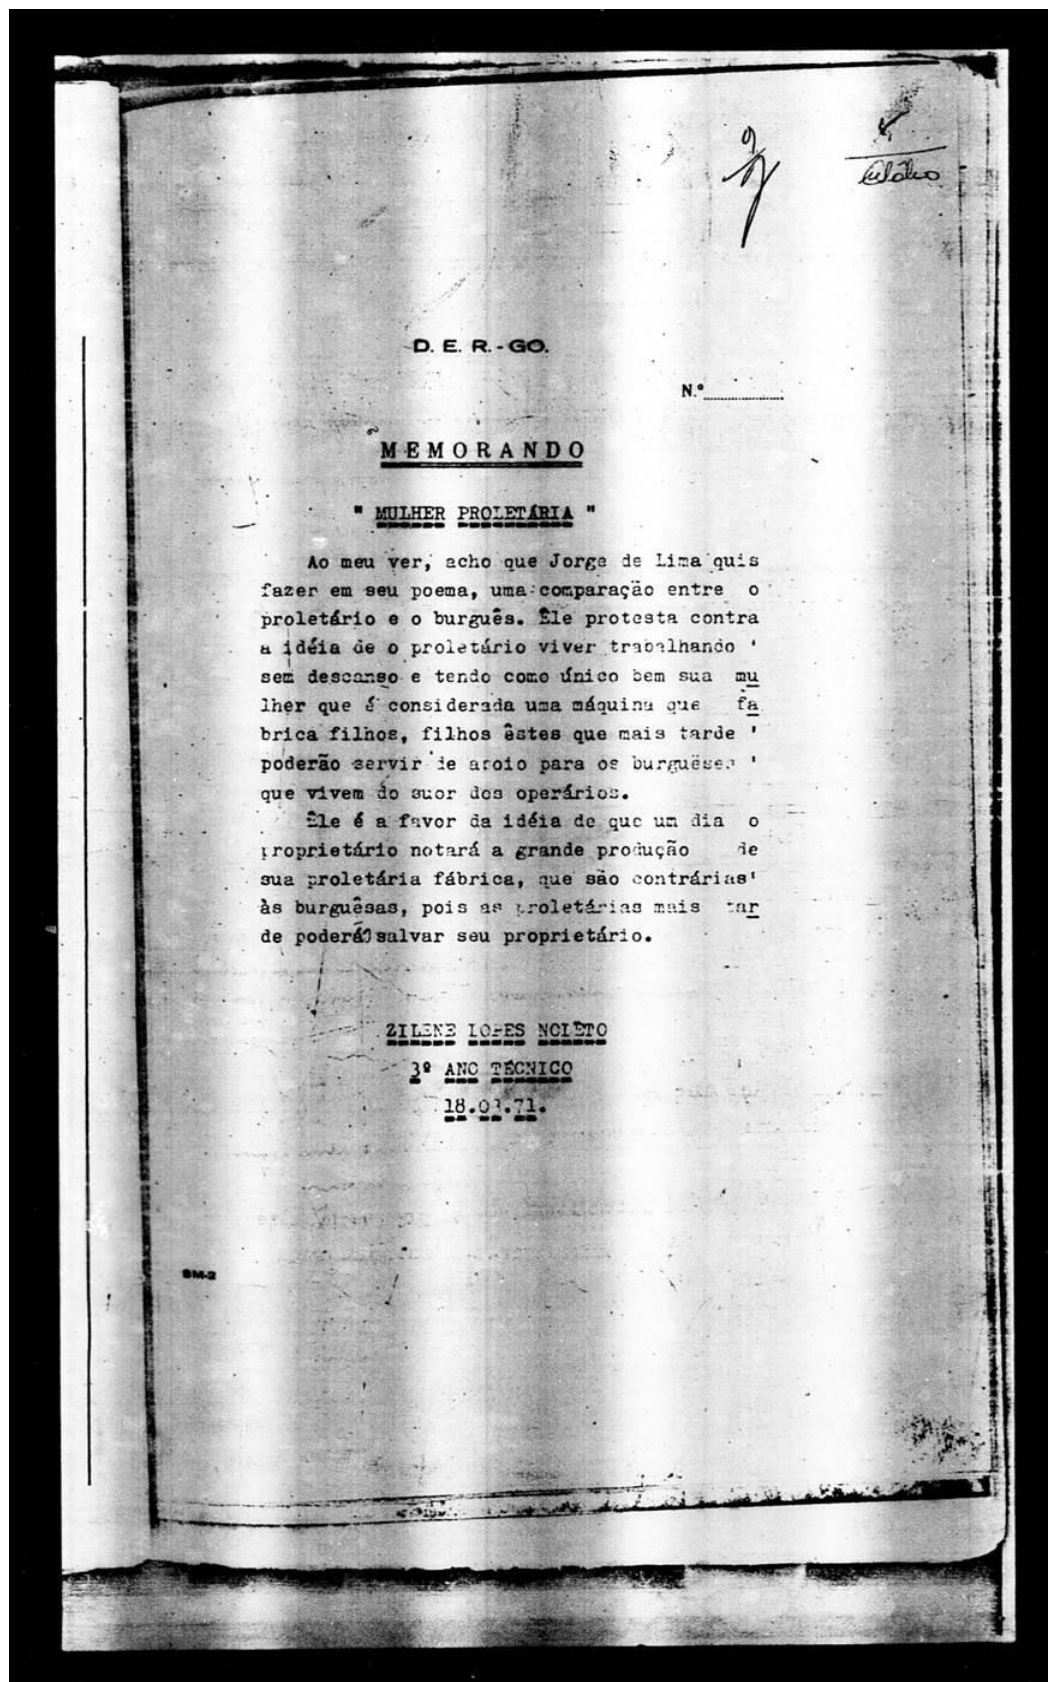 D. E. R. - GO.
N.º
MEMORANDO
" MULHER PROLETÁRIA "
Ao meu ver, acho que Jorge de Lima quis
fazer em seu poema, uma comparação entre o
proletário e o burguês. Êle protesta contra
a idéia de o proletário viver trabalhando '
sem descanso e tendo como único bem sua mu
lher que é considerada uma máquina que fa
brica filhos, filhos êstes que mais tarde '
poderão servir de apoio para os burguêses '
que vivem do suor dos operários.
Êle é a favor da idéia de que um dia o
proprietário notará a grande produção de
sua proletária fábrica, que são contrárias'
às burguêsas, pois as proletárias mais tar
de poderá salvar seu proprietário.
ZILENE LOPES NOLÊTO
3º ANO TÉCNICO
18.03.71.
SM-2